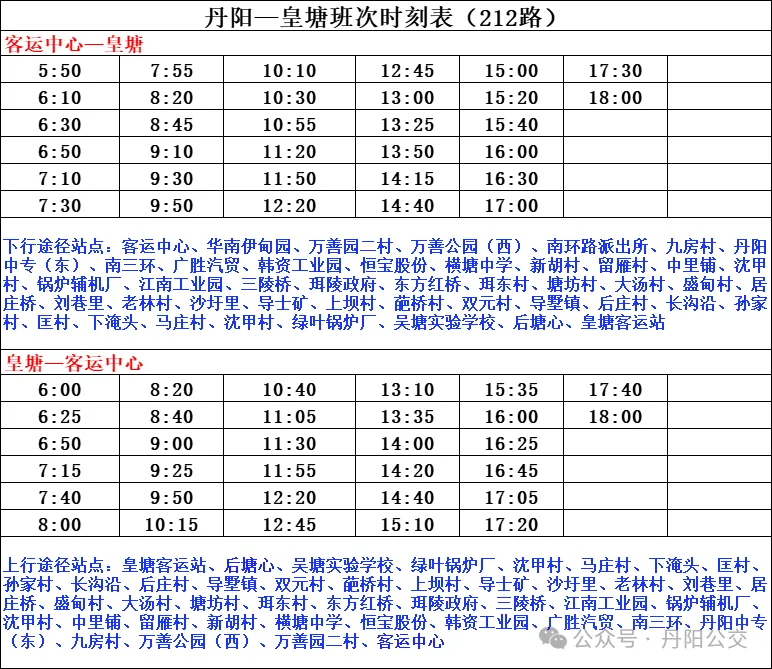 丹阳—皇塘班次时刻表（212路）
客运中心—皇塘
5:50 7:55 10:10 12:45 15:00 17:30
6:10 8:20 10:30 13:00 15:20 18:00
6:30 8:45 10:55 13:25 15:40
6:50 9:10 11:20 13:50 16:00
7:10 9:30 11:50 14:15 16:30
7:30 9:50 12:20 14:40 17:00
下行途径站点：客运中心、华南伊甸园、万善园二村、万善公园（西）、南环路派出所、九房村、丹阳
中专（东）、南三环、广胜汽贸、韩资工业园、恒宝股份、横塘中学、新胡村、留雁村、中里铺、沈甲
村、锅炉辅机厂、江南工业园、三陵桥、珥陵政府、东方红桥、珥东村、塘坊村、大汤村、盛甸村、居
庄桥、刘巷里、老林村、沙圩里、导士矿、上坝村、葩桥村、双元村、导墅镇、后庄村、长沟沿、孙家
村、匡村、下淹头、马庄村、沈甲村、绿叶锅炉厂、吴塘实验学校、后塘心、皇塘客运站
皇塘—客运中心
6:00 8:20 10:40 13:10 15:35 17:40
6:25 8:40 11:05 13:35 16:00 18:00
6:50 9:00 11:30 14:00 16:25
7:15 9:25 11:55 14:20 16:45
7:40 9:50 12:20 14:40 17:05
8:00 10:15 12:45 15:10 17:20
上行途径站点：皇塘客运站、后塘心、吴塘实验学校、绿叶锅炉厂、沈甲村、马庄村、下淹头、匡村、
孙家村、长沟沿、后庄村、导墅镇、双元村、葩桥村、上坝村、导士矿、沙圩里、老林村、刘巷里、居
庄桥、盛甸村、大汤村、塘坊村、珥东村、东方红桥、珥陵政府、三陵桥、江南工业园、锅炉辅机厂、
沈甲村、中里铺、留雁村、新胡村、横塘中学、恒宝股份、韩资工业园、广胜汽贸、南三环、丹阳中专
（东）、九房村、万善公园（西）、万善园二村、客运中心
公众号·丹阳公交